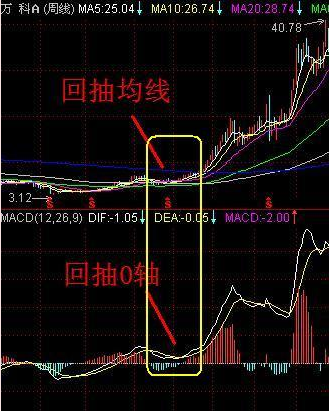 万 科A (周线) MA5:25.04↓ MA10:26.74↓ MA20:28.74↓ MA
40.78
回抽均线
3.12
S S S S
MACD(12,26,9) DIF:-1.05↓ DEA:-0.05↓ MACD:-2.00↑
回抽0轴